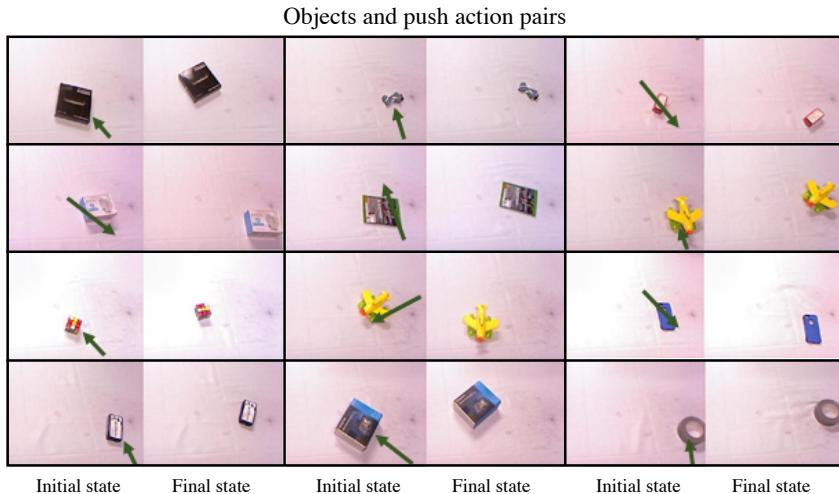 Objects and push action pairs
Initial state Final state Initial state Final state Initial state Final state